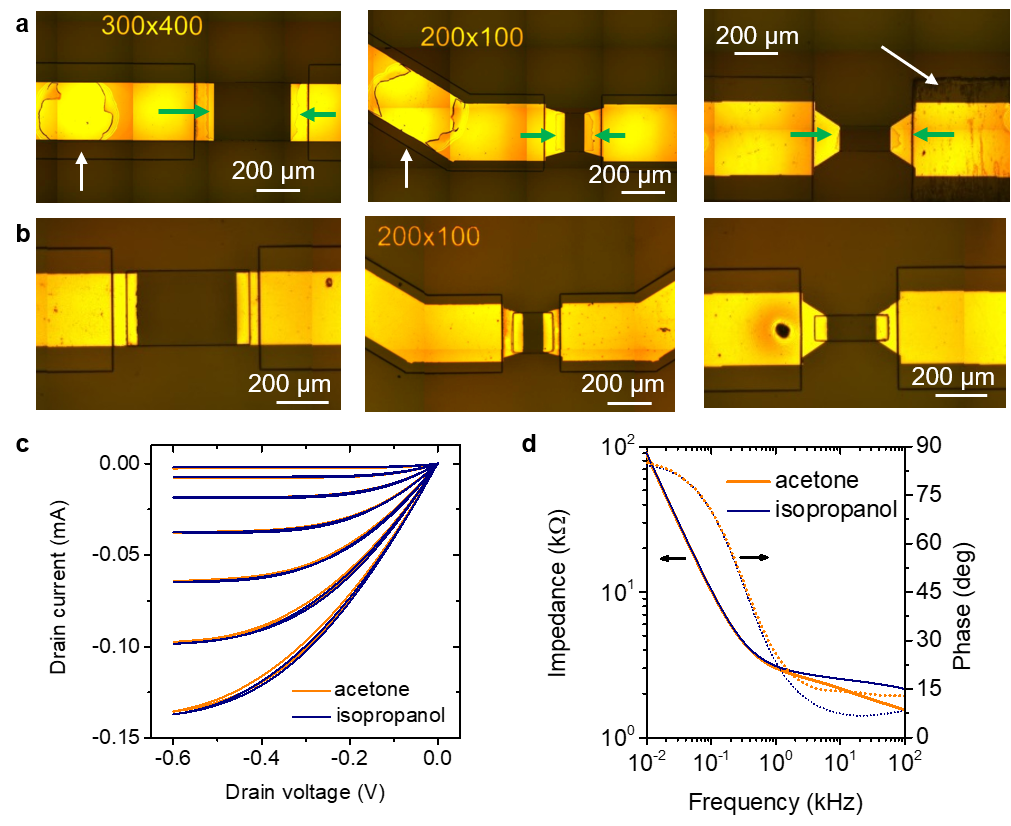 a
300x400
200 µm
200x100
200 µm
200 µm
b
200 µm
200x100
200 µm
200 µm
c
Drain current (mA)
0.00
-0.05
-0.10
-0.15
-0.6
-0.4
-0.2
0.0
Drain voltage (V)
acetone
isopropanol
d
Impedance (kΩ)
10²
10¹
10⁰
10⁻²
10⁻¹
10⁰
10¹
10²
Frequency (kHz)
90
75
60
45
30
15
0
Phase (deg)
acetone
isopropanol